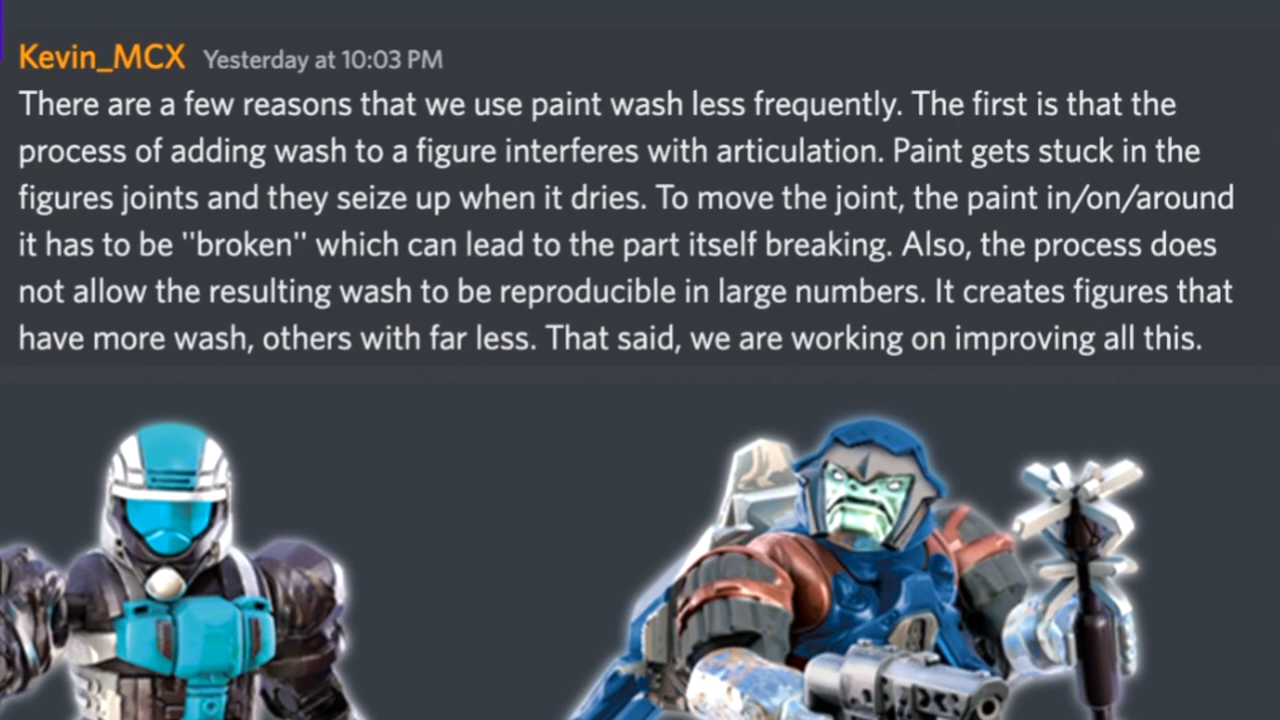 Kevin_MCX Yesterday at 10:03 PM
There are a few reasons that we use paint wash less frequently. The first is that the
process of adding wash to a figure interferes with articulation. Paint gets stuck in the
figures joints and they seize up when it dries. To move the joint, the paint in/on/around
it has to be "broken" which can lead to the part itself breaking. Also, the process does
not allow the resulting wash to be reproducible in large numbers. It creates figures that
have more wash, others with far less. That said, we are working on improving all this.